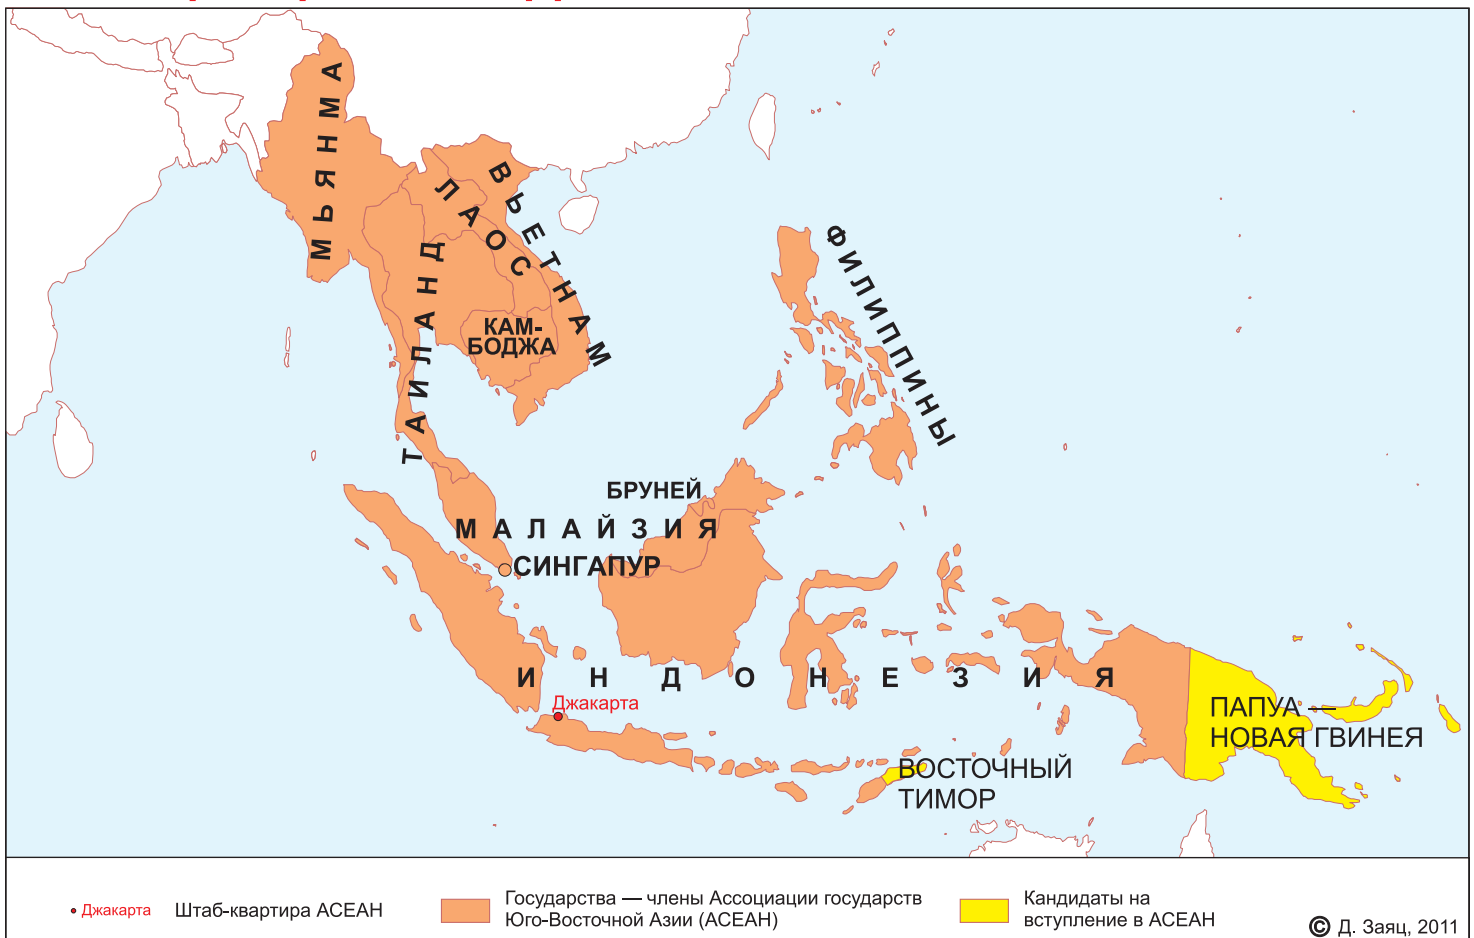 МЬЯНМА
ЛАОС
ВЬЕТНАМ
ТАИЛАНД
КАМ-
БОДЖА
ФИЛИППИНЫ
БРУНЕЙ
МАЛАЙЗИЯ
СИНГАПУР
ИНДОНЕЗИЯ
Джакарта
ПАПУА —
НОВАЯ ГВИНЕЯ
ВОСТОЧНЫЙ
ТИМОР
Джакарта
Штаб-квартира АСЕАН
Государства — члены Ассоциации государств
Юго-Восточной Азии (АСЕАН)
Кандидаты на
вступление в АСЕАН
© Д. Заяц, 2011